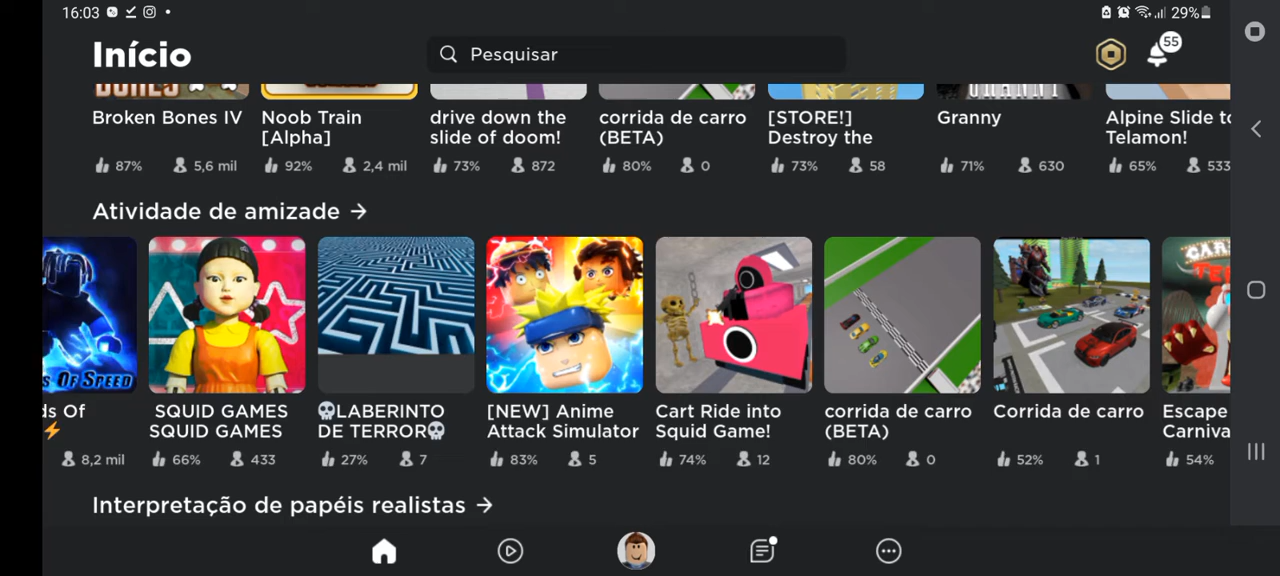 16:03
29%
Início
Pesquisar
55
BONES
GRANNY
Broken Bones IV
Noob Train
[Alpha]
drive down the
slide of doom!
corrida de carro
(BETA)
[STORE!]
Destroy the
Granny
Alpine Slide to
Telamon!
87% 5,6 mil
92% 2,4 mil
73% 872
80% 0
73% 58
71% 630
65% 533
Atividade de amizade →
S OF SPEED
ds Of
⚡
SQUID GAMES
SQUID GAMES
💀LABERINTO
DE TERROR💀
[NEW] Anime
Attack Simulator
Cart Ride into
Squid Game!
corrida de carro
(BETA)
Corrida de carro
Escape
Carniva
8,2 mil
66% 433
27% 7
83% 5
74% 12
80% 0
52% 1
54%
Interpretação de papéis realistas →